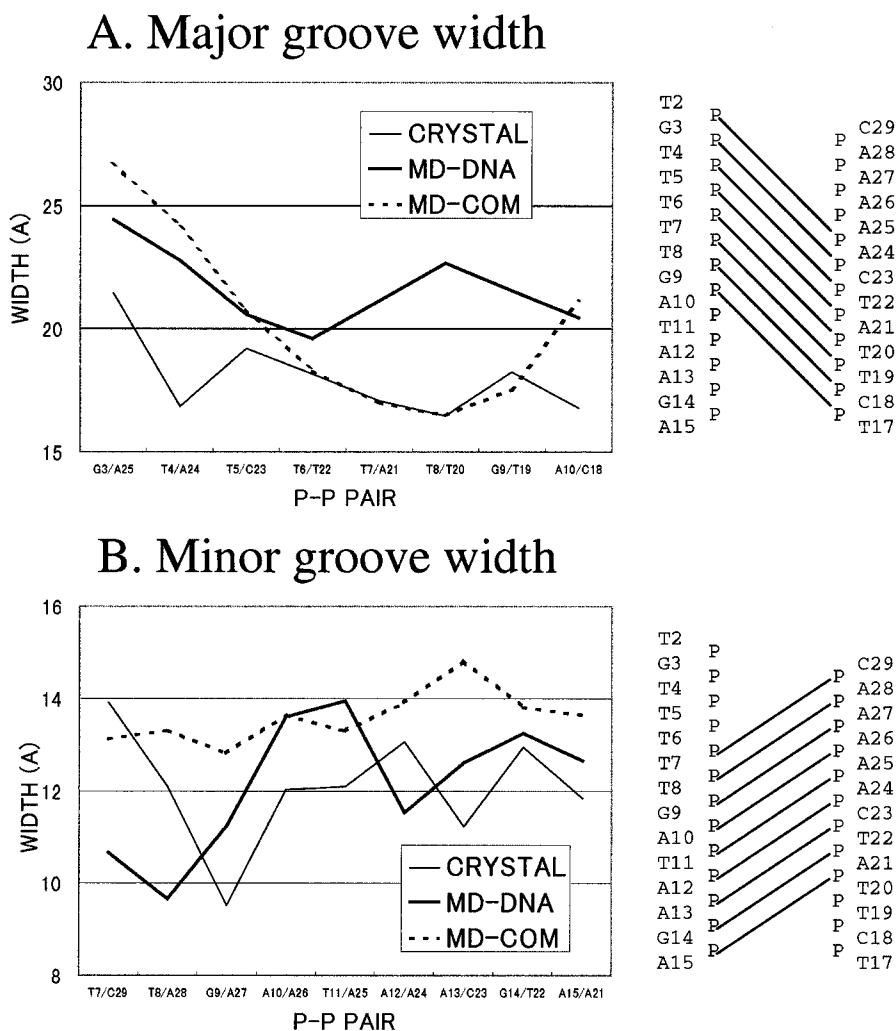 A. Major groove width
30
25
20
15
WIDTH (A)
CRYSTAL
MD-DNA
MD-COM
G3/A25 T4/A24 T5/C23 T6/T22 T7/A21 T8/T20 G9/T19 A10/C18
P-P PAIR
T2
P
G3 C29
P P
T4 A28
P P
T5 A27
P P
T6 A26
P P
T7 A25
P P
T8 A24
P P
G9 C23
P P
A10 T22
P P
T11 A21
P P
A12 T20
P P
A13 T19
P P
G14 C18
P P
A15 T17
B. Minor groove width
16
14
12
10
8
WIDTH (A)
CRYSTAL
MD-DNA
MD-COM
T7/C29 T8/A28 G9/A27 A10/A26 T11/A25 A12/A24 A13/C23 G14/T22 A15/A21
P-P PAIR
T2
P
G3 C29
P P
T4 A28
P P
T5 A27
P P
T6 A26
P P
T7 A25
P P
T8 A24
P P
G9 C23
P P
A10 T22
P P
T11 A21
P P
A12 T20
P P
A13 T19
P P
G14 C18
P P
A15 T17